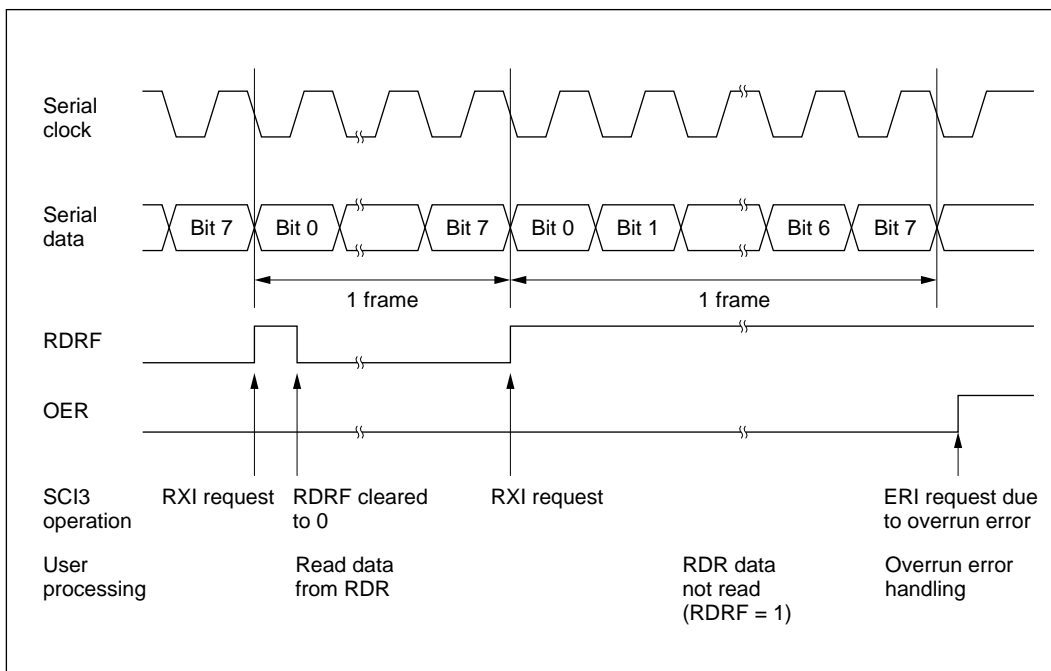 Serial
clock
Serial
data
Bit 7
Bit 0
Bit 7
Bit 0
Bit 1
Bit 6
Bit 7
1 frame
1 frame
RDRF
OER
SCI3
operation
RXI request
RDRF cleared
to 0
RXI request
ERI request due
to overrun error
User
processing
Read data
from RDR
RDR data
not read
(RDRF = 1)
Overrun error
handling